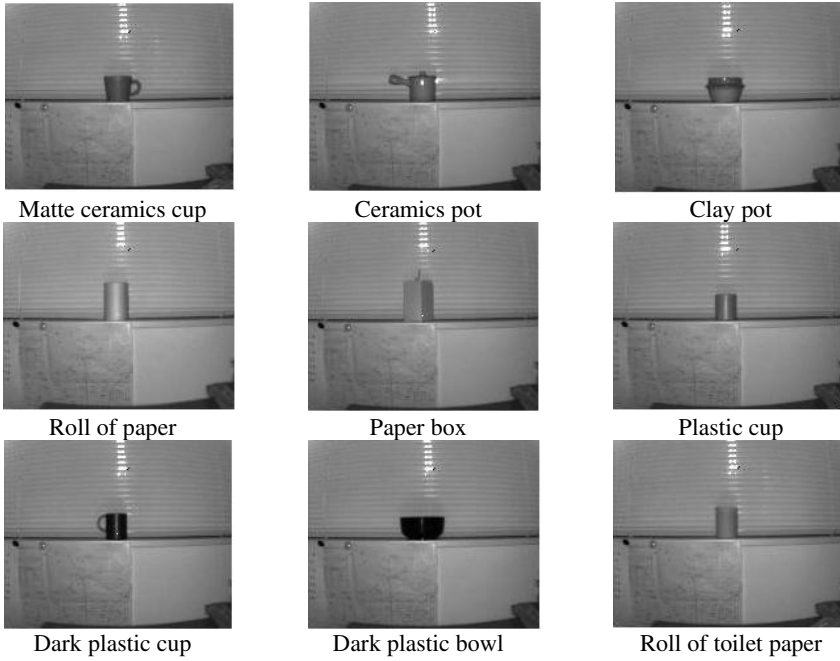 Matte ceramics cup
Ceramics pot
Clay pot
Roll of paper
Paper box
Plastic cup
Dark plastic cup
Dark plastic bowl
Roll of toilet paper